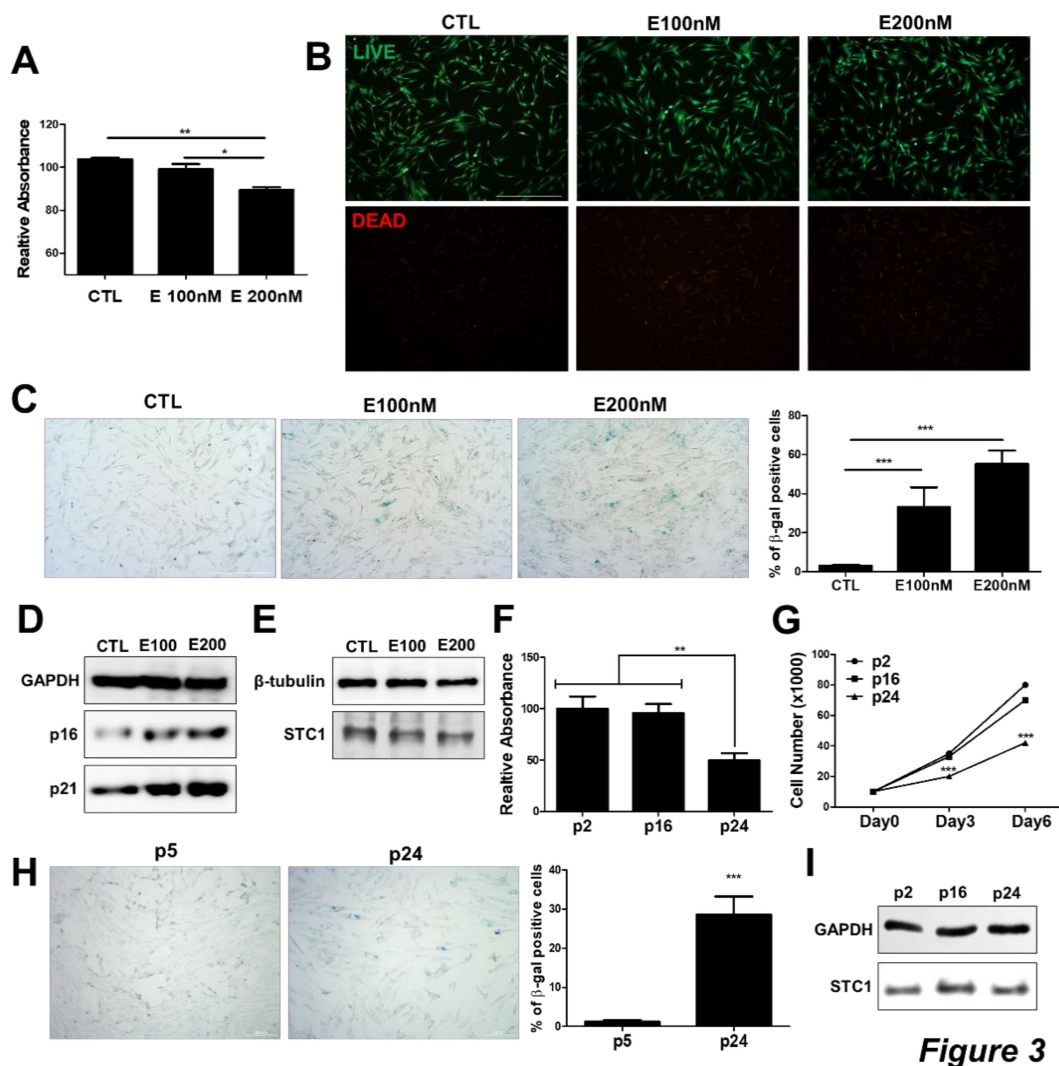 A
Realtive Absorbance
120
100
80
60
**
*
CTL E 100nM E 200nM
B
CTL E100nM E200nM
LIVE
DEAD
C
CTL E100nM E200nM
% of β-gal positive cells
80
60
40
20
0
***
***
CTL E100nM E200nM
D
CTL E100 E200
GAPDH
p16
p21
E
CTL E100 E200
β-tubulin
STC1
F
Realtive Absorbance
150
100
50
0
**
p2 p16 p24
G
p2
p16
p24
Cell Number (x1000)
100
80
60
40
20
0
***
***
Day0 Day3 Day6
H
p5 p24
% of β-gal positive cells
40
30
20
10
0
***
p5 p24
I
p2 p16 p24
GAPDH
STC1
Figure 3